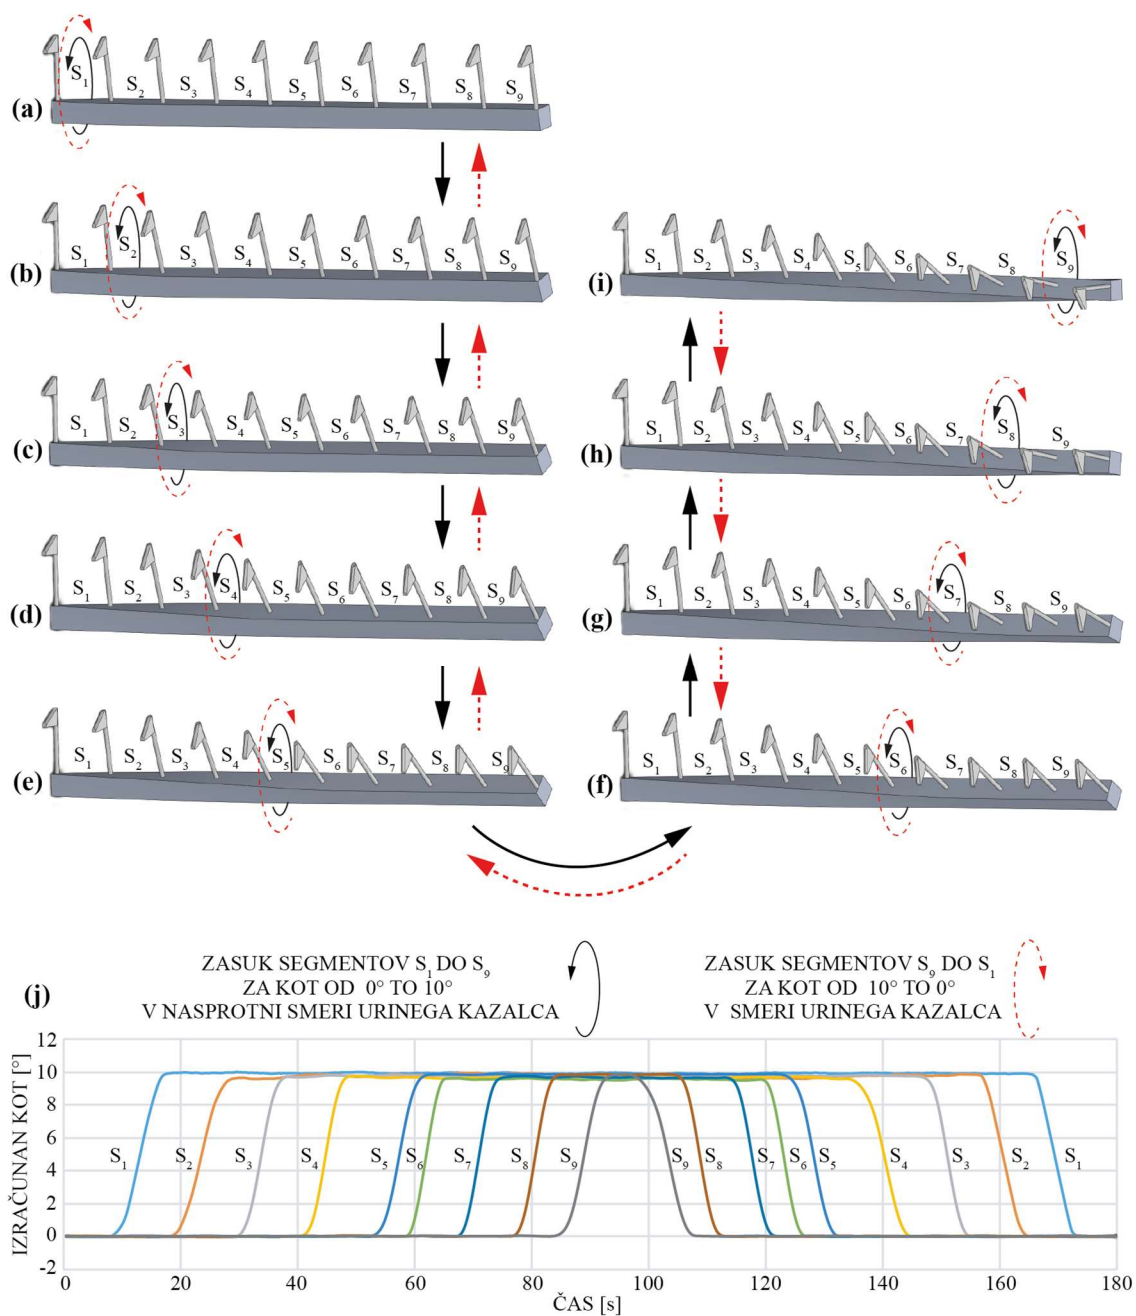 S1 S2 S3 S4 S5 S6 S7 S8 S9
(a)
S1 S2 S3 S4 S5 S6 S7 S8 S9
(b)
S1 S2 S3 S4 S5 S6 S7 S8 S9
(c)
S1 S2 S3 S4 S5 S6 S7 S8 S9
(d)
S1 S2 S3 S4 S5 S6 S7 S8 S9
(e)
S1 S2 S3 S4 S5 S6 S7 S8 S9
(i)
S1 S2 S3 S4 S5 S6 S7 S8 S9
(h)
S1 S2 S3 S4 S5 S6 S7 S8 S9
(g)
S1 S2 S3 S4 S5 S6 S7 S8 S9
(f)
(j)
ZASUK SEGMENTOV S1 DO S9
ZA KOT OD 0° TO 10°
V NASPROTNI SMERI URINEGA KAZALCA
ZASUK SEGMENTOV S9 DO S1
ZA KOT OD 10° TO 0°
V SMERI URINEGA KAZALCA
IZRAČUNAN KOT [°]
12
10
8
6
4
2
0
-2
S1 S2 S3 S4 S5 S6 S7 S8 S9 S9 S8 S7 S6 S5 S4 S3 S2 S1
0 20 40 60 80 100 120 140 160 180
ČAS [s]